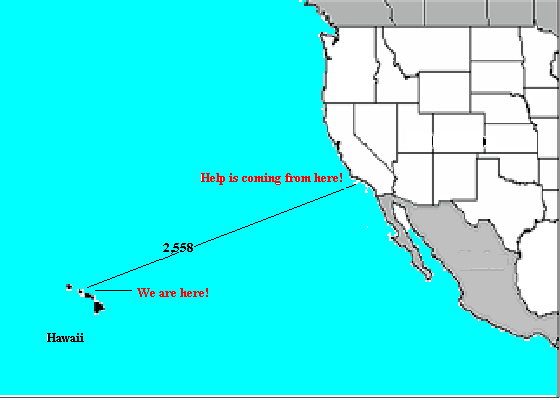 Help is coming from here!
2,558
We are here!
Hawaii